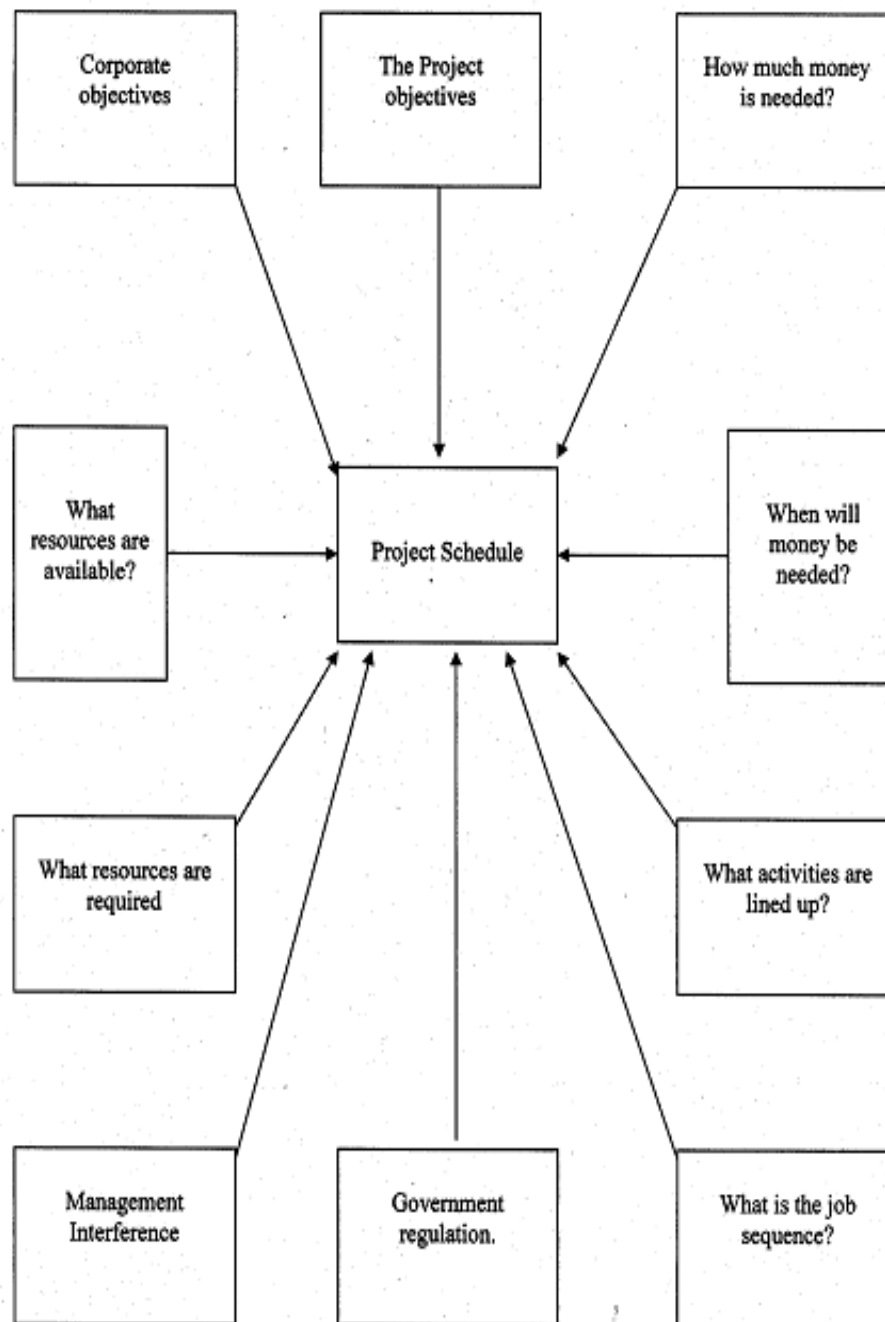 Corporate
objectives
The Project
objectives
How much money
is needed?
What
resources are
available?
Project Schedule
When will
money be
needed?
What resources are
required
What activities are
lined up?
Management
Interference
Government
regulation.
What is the job
sequence?